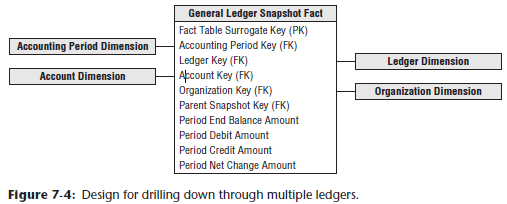 General Ledger Snapshot Fact
Fact Table Surrogate Key (PK)
Accounting Period Key (FK)
Ledger Key (FK)
Account Key (FK)
Organization Key (FK)
Parent Snapshot Key (FK)
Period End Balance Amount
Period Debit Amount
Period Credit Amount
Period Net Change Amount
Accounting Period Dimension
Account Dimension
Ledger Dimension
Organization Dimension
Figure 7-4: Design for drilling down through multiple ledgers.